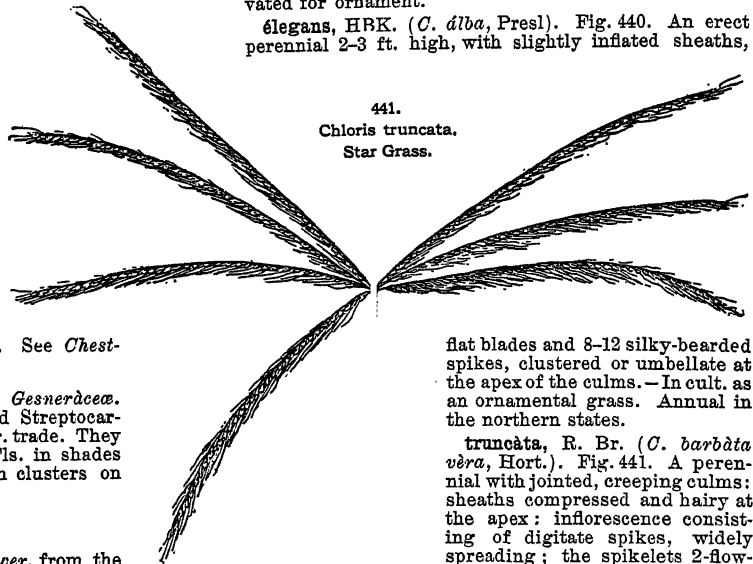 vated for ornament.
élegans, HBK. (C. álba, Presl). Fig. 440. An erect
perennial 2–3 ft. high, with slightly inflated sheaths,
441.
Chloris truncata.
Star Grass.
See Chest-
Gesneràceæ.
d Streptocar-
r. trade. They
ls. in shades
n clusters on
from the
flat blades and 8–12 silky-bearded
spikes, clustered or umbellate at
the apex of the culms.—In cult. as
an ornamental grass. Annual in
the northern states.
truncàta, R. Br. (C. barbàta
vèra, Hort.). Fig. 441. A peren-
nial with jointed, creeping culms:
sheaths compressed and hairy at
the apex: inflorescence consist-
ing of digitate spikes, widely
spreading; the spikelets 2-flow-